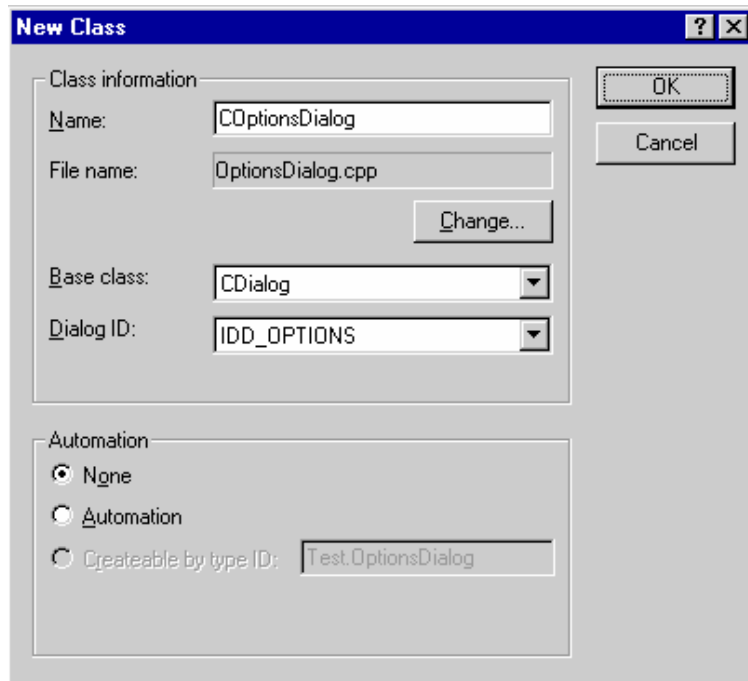 New Class
Class information
Name: COptionsDialog
File name: OptionsDialog.cpp
Change...
Base class: CDialog
Dialog ID: IDD_OPTIONS
OK
Cancel
Automation
None
Automation
Createable by type ID: Test.OptionsDialog